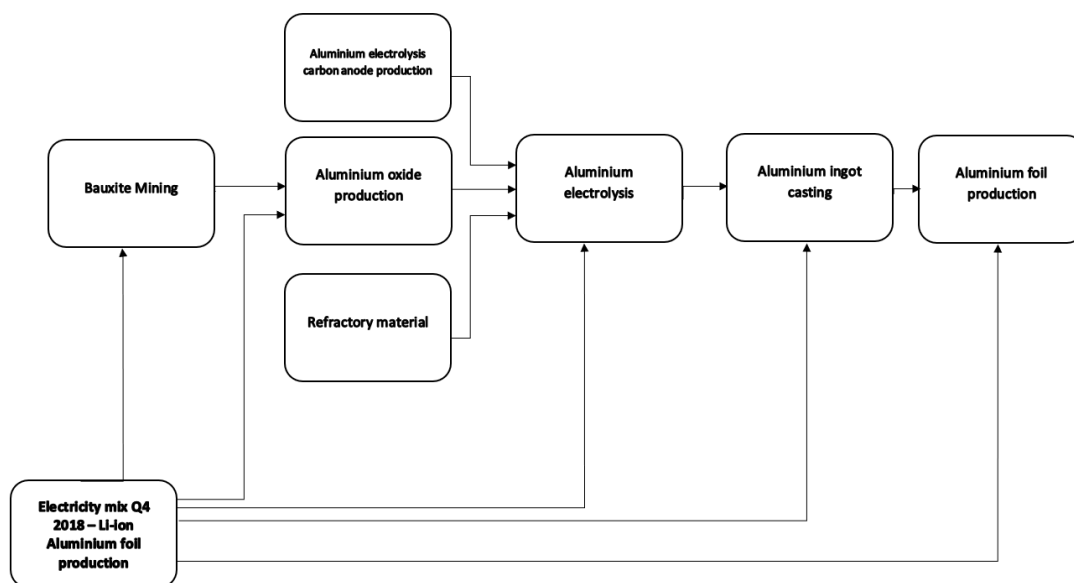 Aluminium electrolysis
carbon anode production
Bauxite Mining
Aluminium oxide
production
Aluminium
electrolysis
Aluminium ingot
casting
Aluminium foil
production
Refractory material
Electricity mix Q4
2018 – Li-ion
Aluminium foil
production